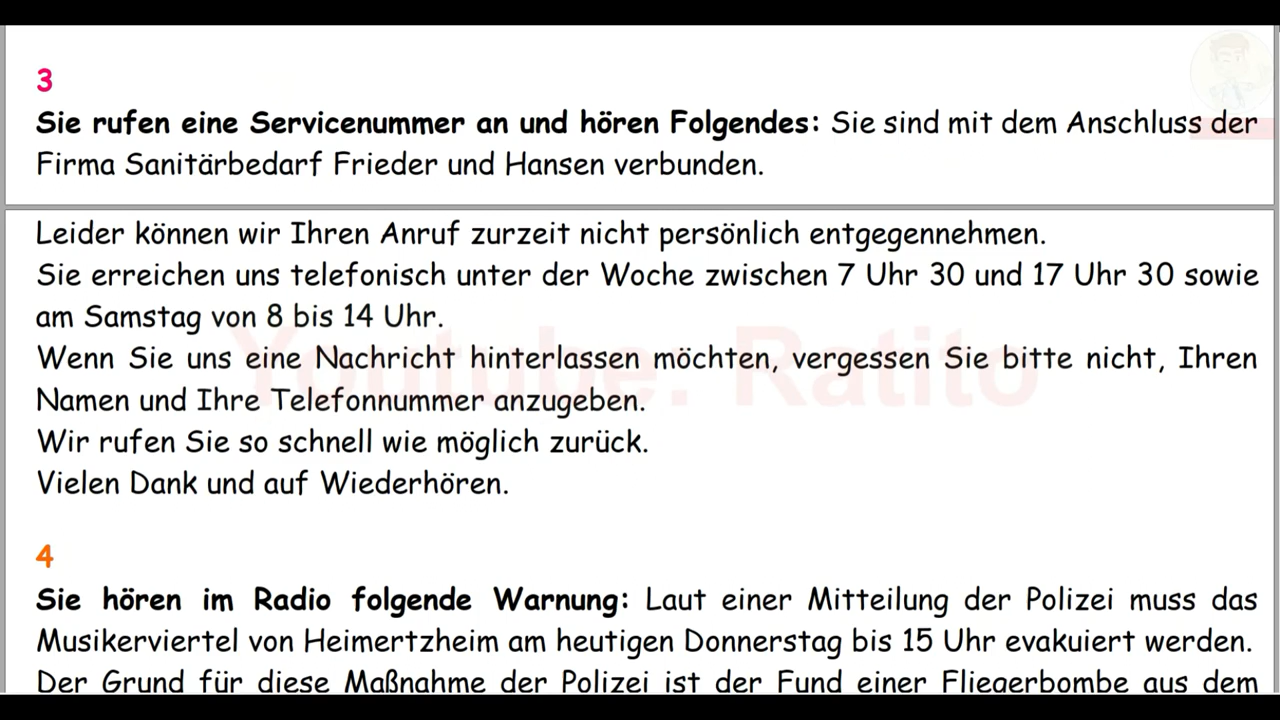 3
Sie rufen eine Servicenummer an und hören Folgendes: Sie sind mit dem Anschluss der
Firma Sanitärbedarf Frieder und Hansen verbunden.
Leider können wir Ihren Anruf zurzeit nicht persönlich entgegennehmen.
Sie erreichen uns telefonisch unter der Woche zwischen 7 Uhr 30 und 17 Uhr 30 sowie
am Samstag von 8 bis 14 Uhr.
Wenn Sie uns eine Nachricht hinterlassen möchten, vergessen Sie bitte nicht, Ihren
Youtube: Ratito
Namen und Ihre Telefonnummer anzugeben.
Wir rufen Sie so schnell wie möglich zurück.
Vielen Dank und auf Wiederhören.
4
Sie hören im Radio folgende Warnung: Laut einer Mitteilung der Polizei muss das
Musikerviertel von Heimertzheim am heutigen Donnerstag bis 15 Uhr evakuiert werden.
Der Grund für diese Maßnahme der Polizei ist der Fund einer Fliegerbombe aus dem